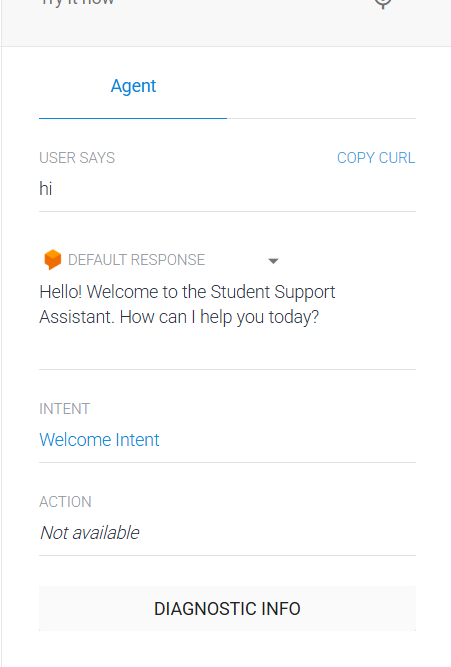 Try it now
Agent
USER SAYS
COPY CURL
hi
DEFAULT RESPONSE
Hello! Welcome to the Student Support
Assistant. How can I help you today?
INTENT
Welcome Intent
ACTION
Not available
DIAGNOSTIC INFO